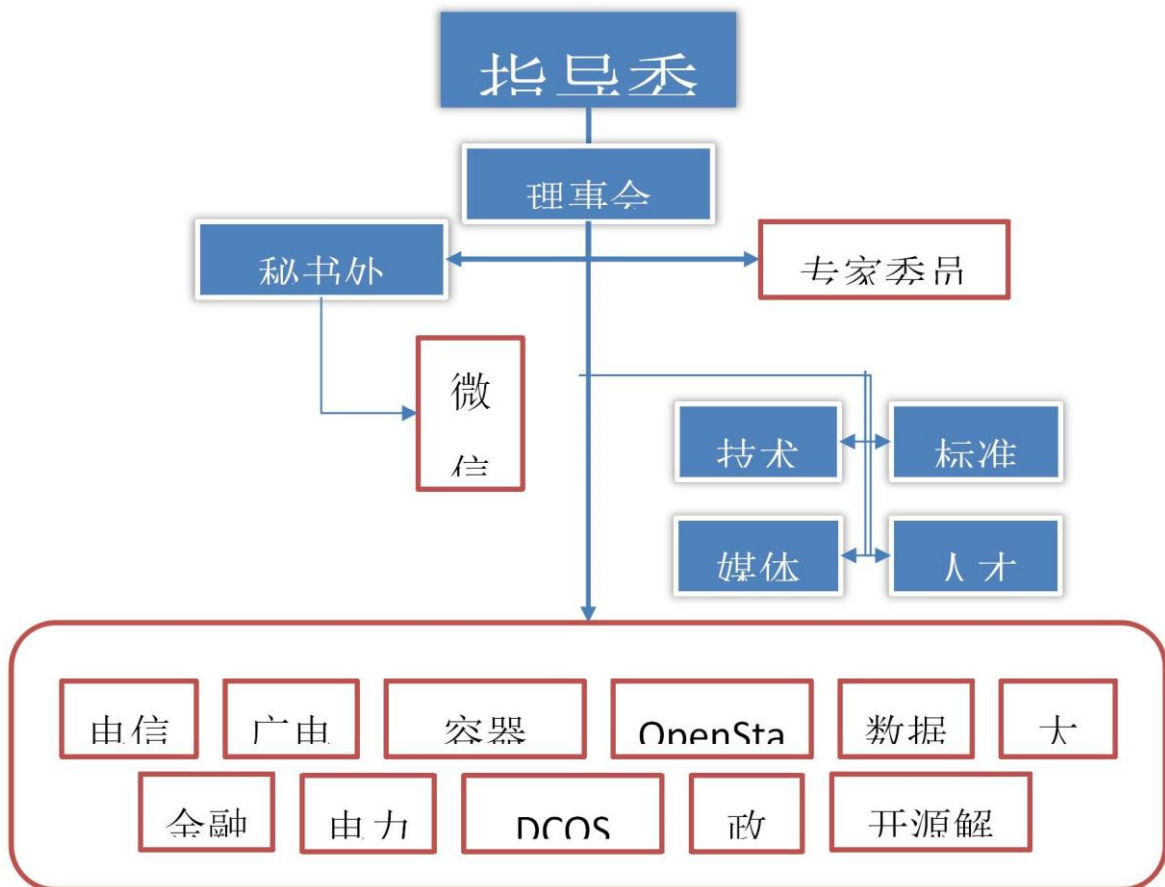 指导委
理事会
秘书处
专家委员
微
信
技术
标准
媒体
人才
电信
广电
容器
OpenSta
数据
大
金融
电力
DCOS
政
开源解